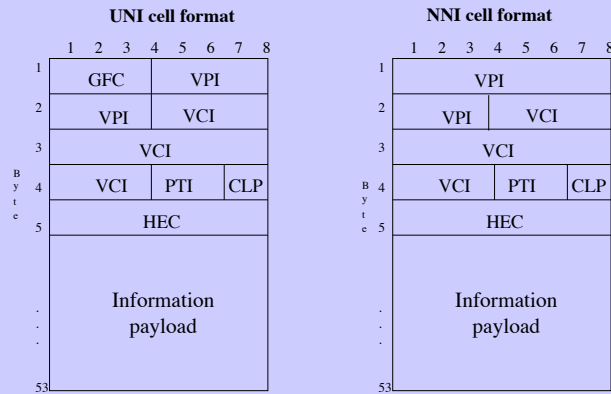 UNI cell format
1 2 3 4 5 6 7 8
1 GFC VPI
2 VPI VCI
3 VCI
4 VCI PTI CLP
5 HEC
Byte
Information
payload
.
.
.
53
NNI cell format
1 2 3 4 5 6 7 8
1 VPI
2 VPI VCI
3 VCI
4 VCI PTI CLP
5 HEC
Byte
Information
payload
.
.
.
53